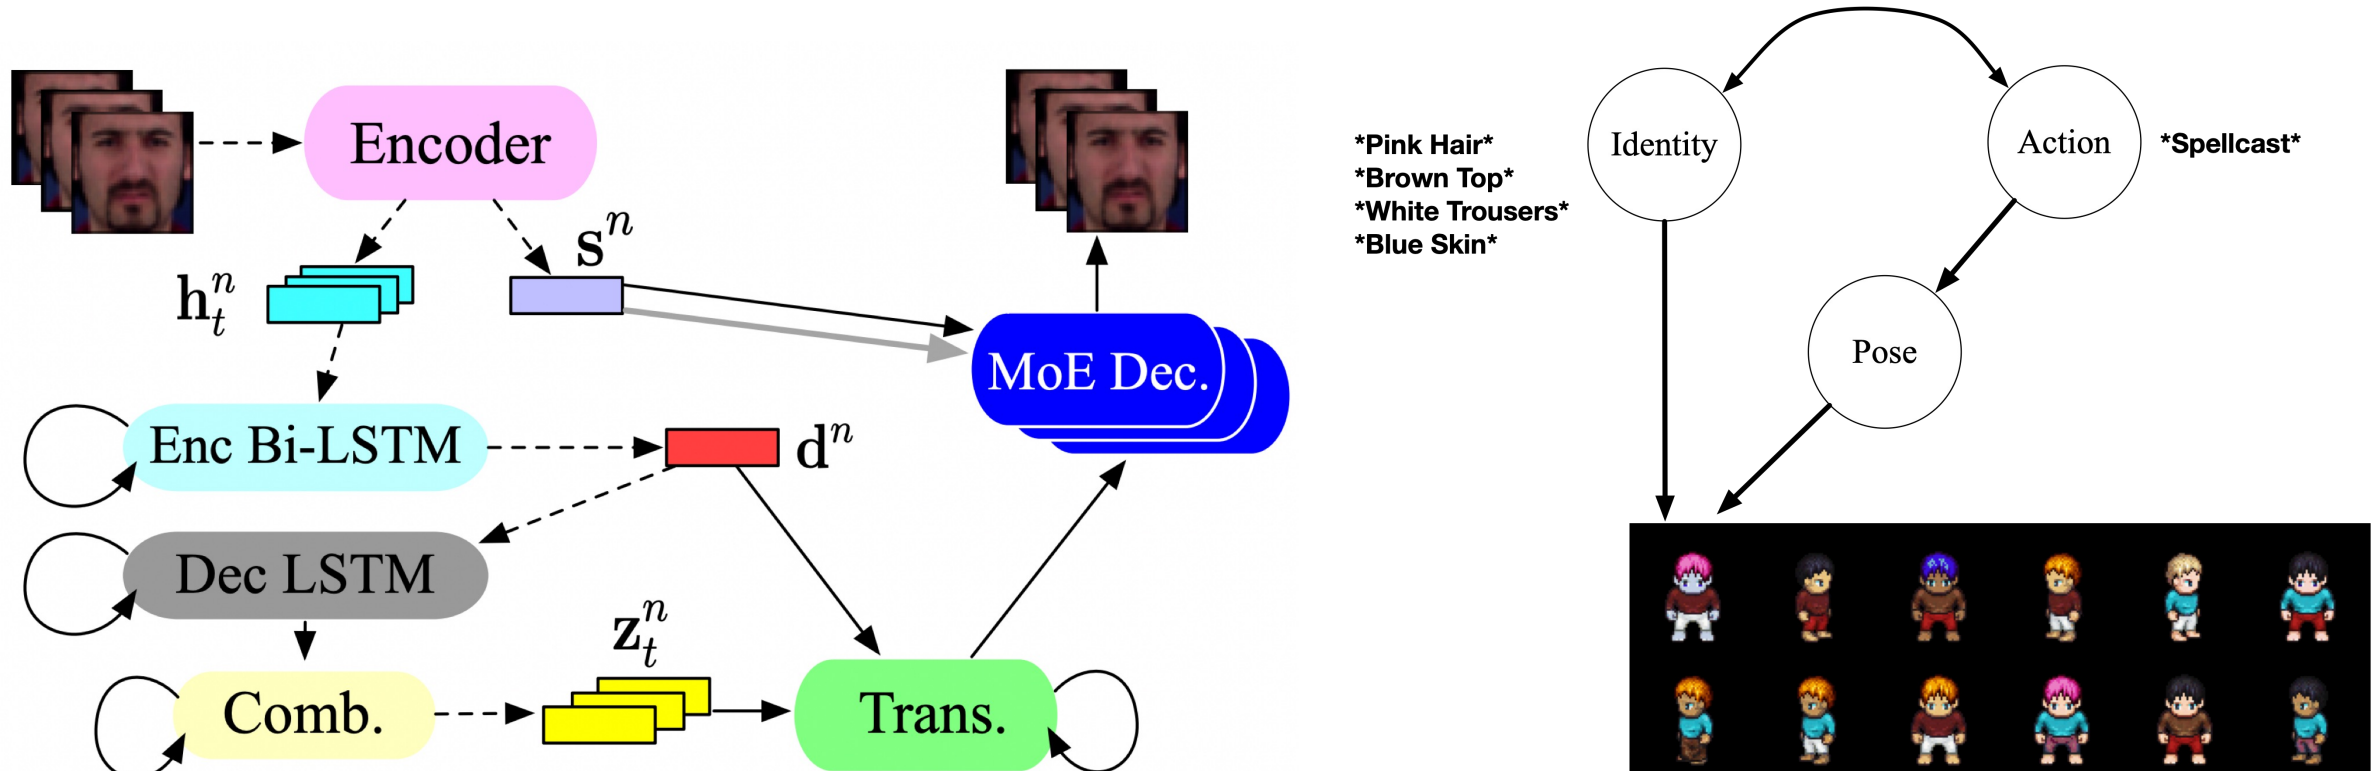 Encoder
s^n
h_t^n
MoE Dec.
Enc Bi-LSTM
d^n
Dec LSTM
z_t^n
Comb.
Trans.
*Pink Hair*
*Brown Top*
*White Trousers*
*Blue Skin*
Identity
Action
*Spellcast*
Pose